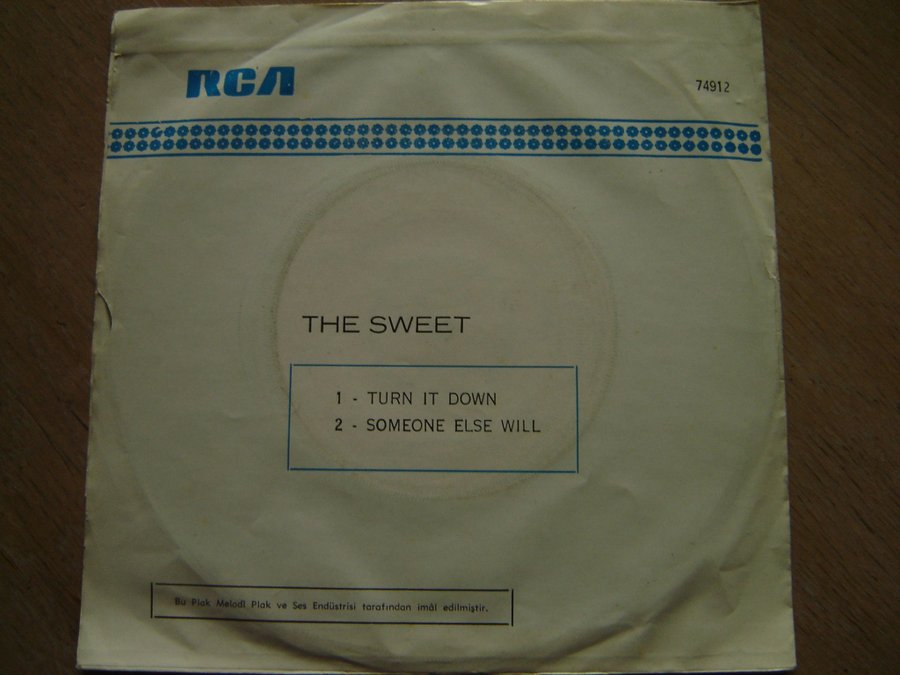 RCA
74912
THE SWEET
1 - TURN IT DOWN
2 - SOMEONE ELSE WILL
Bu Plak Melodi Plak ve Ses Endüstrisi tarafından imâl edilmiştir.